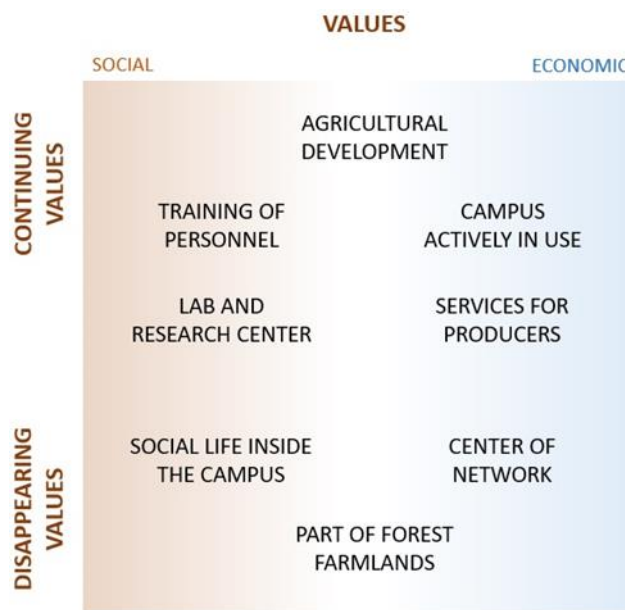 VALUES
SOCIAL
ECONOMIC
CONTINUING
VALUES
AGRICULTURAL
DEVELOPMENT
TRAINING OF
PERSONNEL
CAMPUS
ACTIVELY IN USE
LAB AND
RESEARCH CENTER
SERVICES FOR
PRODUCERS
DISAPPEARING
VALUES
SOCIAL LIFE INSIDE
THE CAMPUS
CENTER OF
NETWORK
PART OF FOREST
FARMLANDS